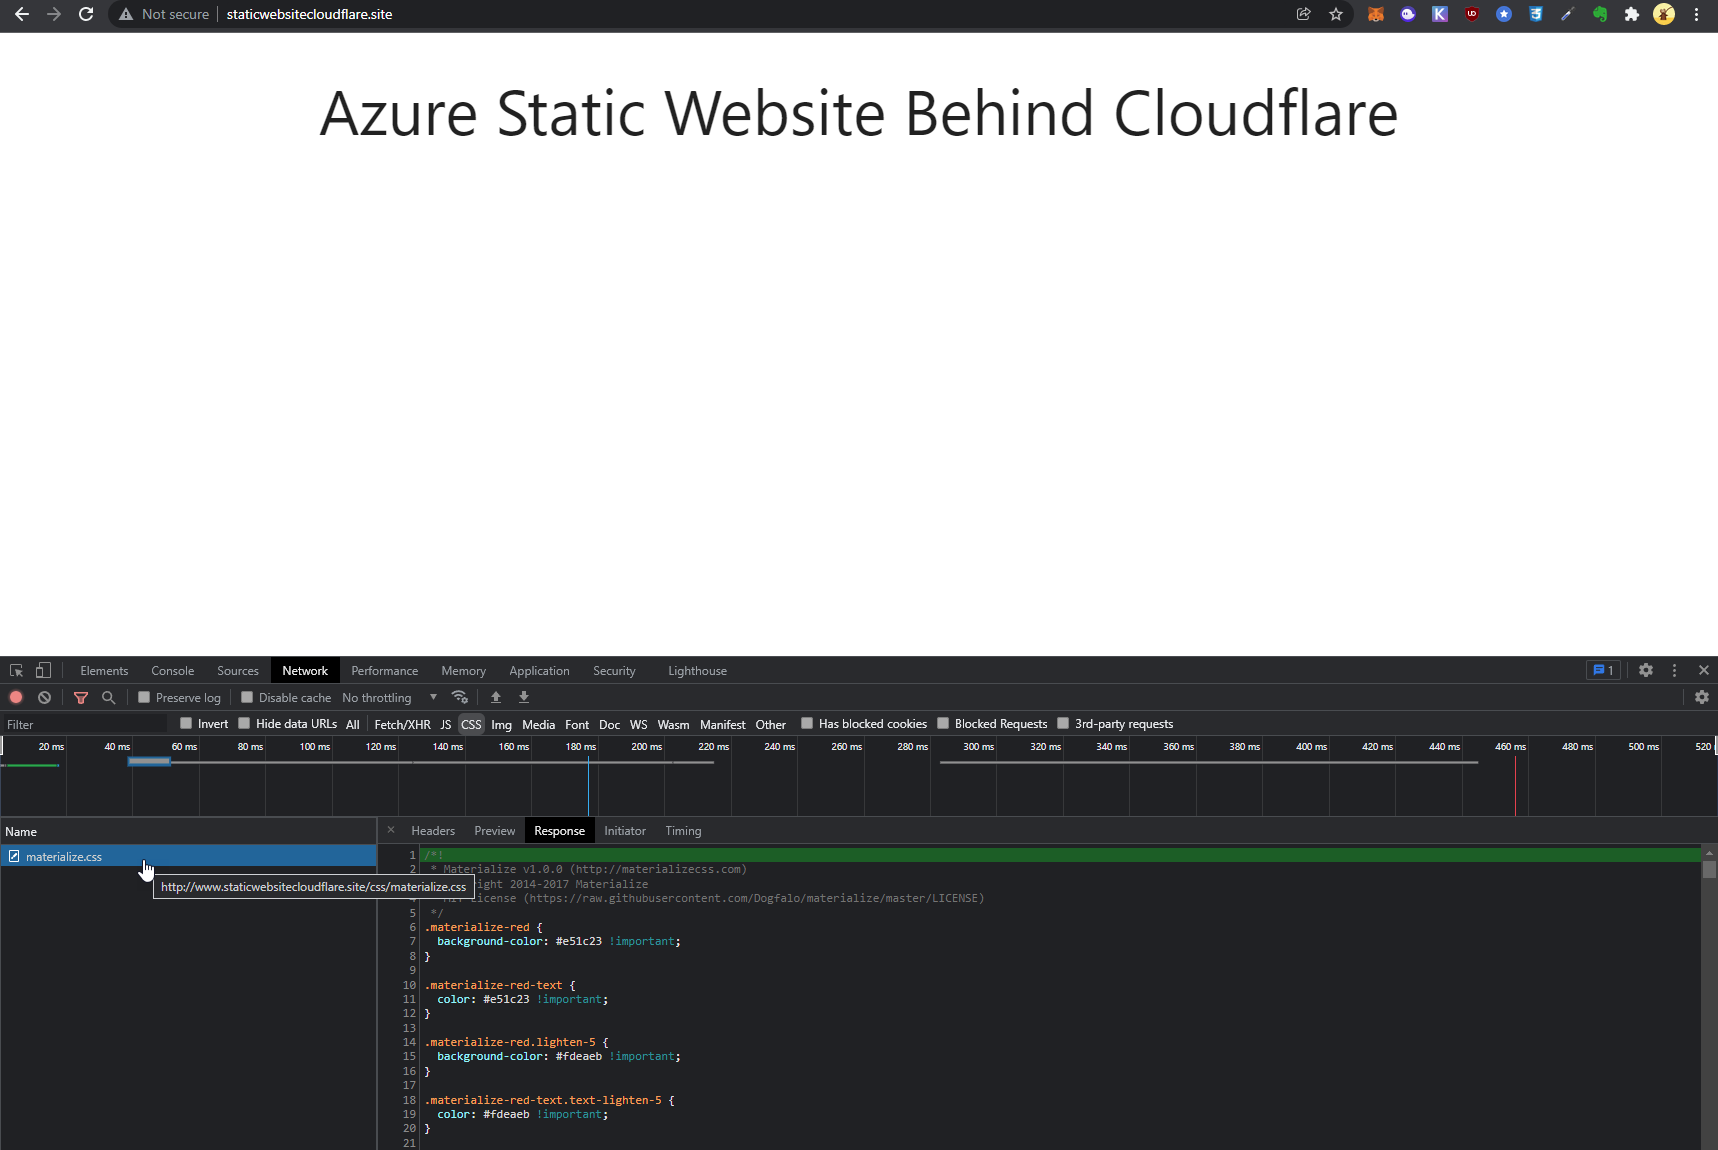 Not secure staticwebsitecloudflare.site
Azure Static Website Behind Cloudflare
Elements Console Sources Network Performance Memory Application Security Lighthouse 1
Preserve log Disable cache No throttling
Filter Invert Hide data URLs All Fetch/XHR JS CSS Img Media Font Doc WS Wasm Manifest Other Has blocked cookies Blocked Requests 3rd-party requests
20 ms 40 ms 60 ms 80 ms 100 ms 120 ms 140 ms 160 ms 180 ms 200 ms 220 ms 240 ms 260 ms 280 ms 300 ms 320 ms 340 ms 360 ms 380 ms 400 ms 420 ms 440 ms 460 ms 480 ms 500 ms 520
Name
materialize.css
http://www.staticwebsitecloudflare.site/css/materialize.css
Headers Preview Response Initiator Timing
1 /*!
2 * Materialize v1.0.0 (http://materializecss.com)
right 2014-2017 Materialize
License (https://raw.githubusercontent.com/Dogfalo/materialize/master/LICENSE)
5 */
6 .materialize-red {
7 background-color: #e51c23 !important;
8 }
9
10 .materialize-red-text {
11 color: #e51c23 !important;
12 }
13
14 .materialize-red.lighten-5 {
15 background-color: #fdeaeb !important;
16 }
17
18 .materialize-red-text.text-lighten-5 {
19 color: #fdeaeb !important;
20 }
21